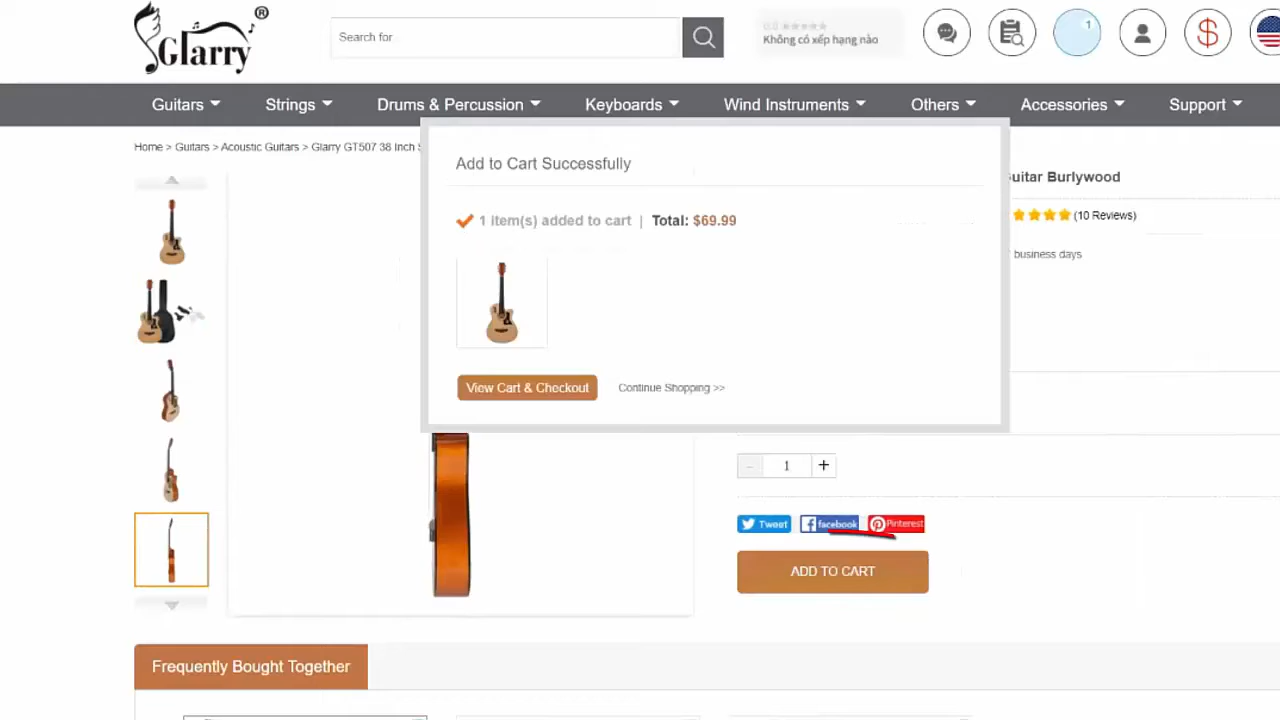 Glarry ®
Search for
0.0
Không có xếp hạng nào
1
$
Guitars
Strings
Drums & Percussion
Keyboards
Wind Instruments
Others
Accessories
Support
Home > Guitars > Acoustic Guitars > Glarry GT507 38 Inch
Add to Cart Successfully
1 item(s) added to cart | Total: $69.99
View Cart & Checkout
Continue Shopping >>
uitar Burlywood
(10 Reviews)
business days
- 1 +
Tweet
facebook
Pinterest
ADD TO CART
Frequently Bought Together